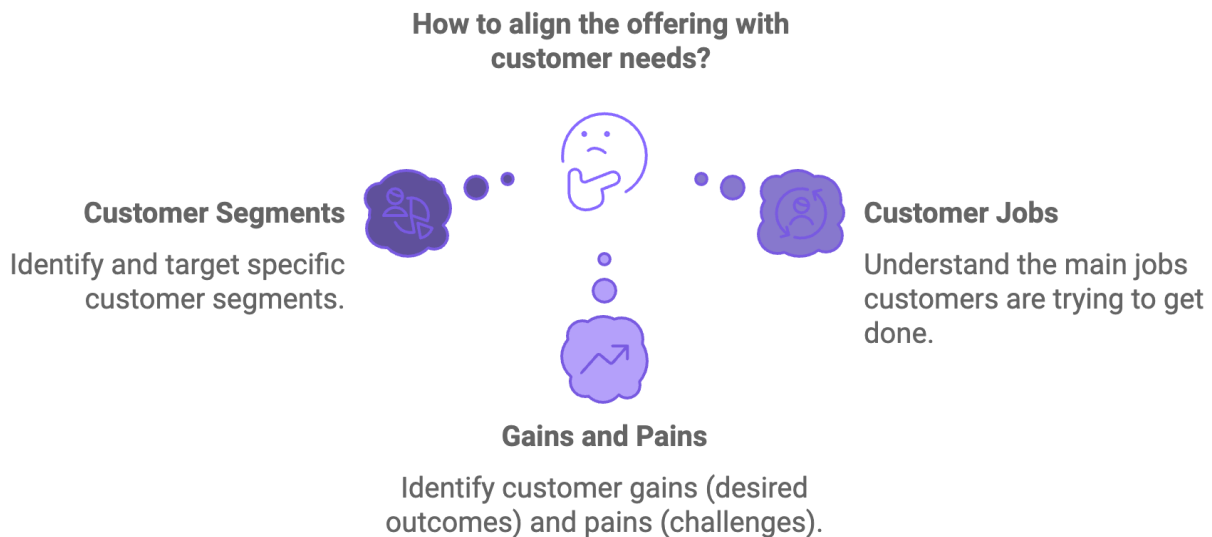 How to align the offering with
customer needs?
Customer Segments
Identify and target specific
customer segments.
Customer Jobs
Understand the main jobs
customers are trying to get
done.
Gains and Pains
Identify customer gains (desired
outcomes) and pains (challenges).